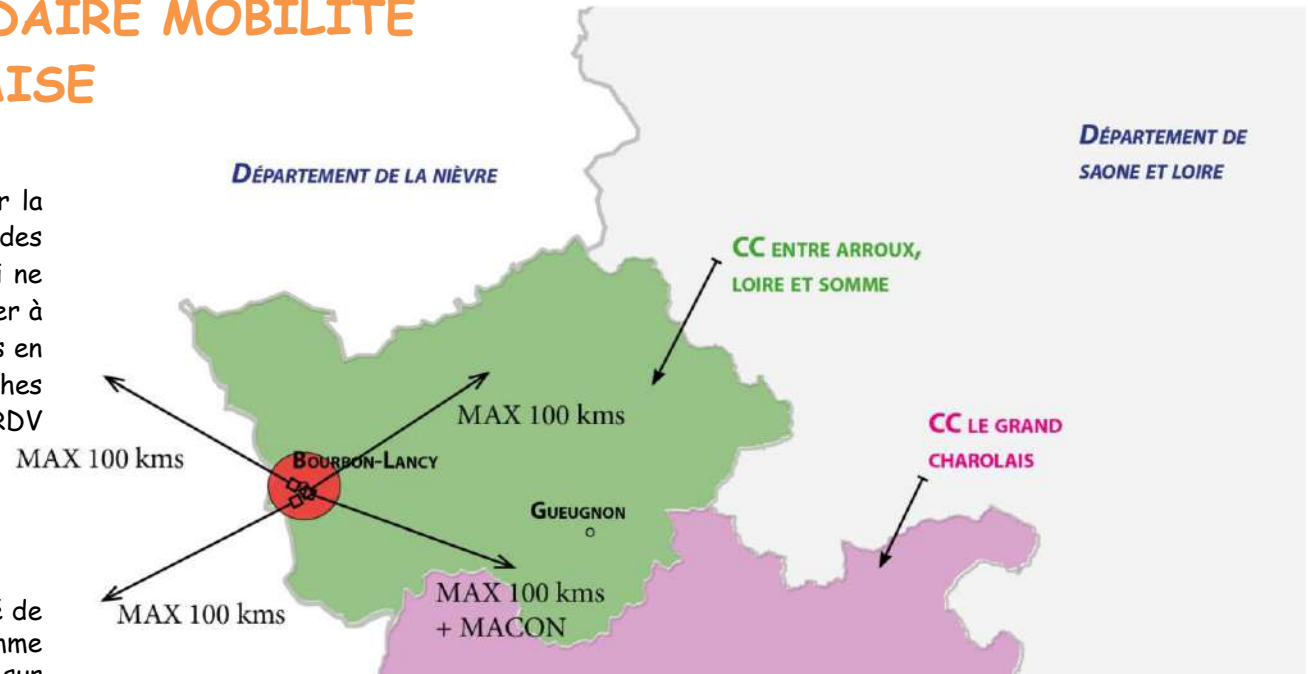 DAIRE MOBILITE
AISE
r la
des
i ne
er à
s en
hes
RDV
é de
mme
sur
DÉPARTEMENT DE LA NIÈVRE
DÉPARTEMENT DE
SAONE ET LOIRE
CC ENTRE ARROUX,
LOIRE ET SOMME
MAX 100 kms
MAX 100 kms
BOURBON-LANCY
CC LE GRAND
CHAROLAIS
GUEUGNON
MAX 100 kms
MAX 100 kms
+ MACON